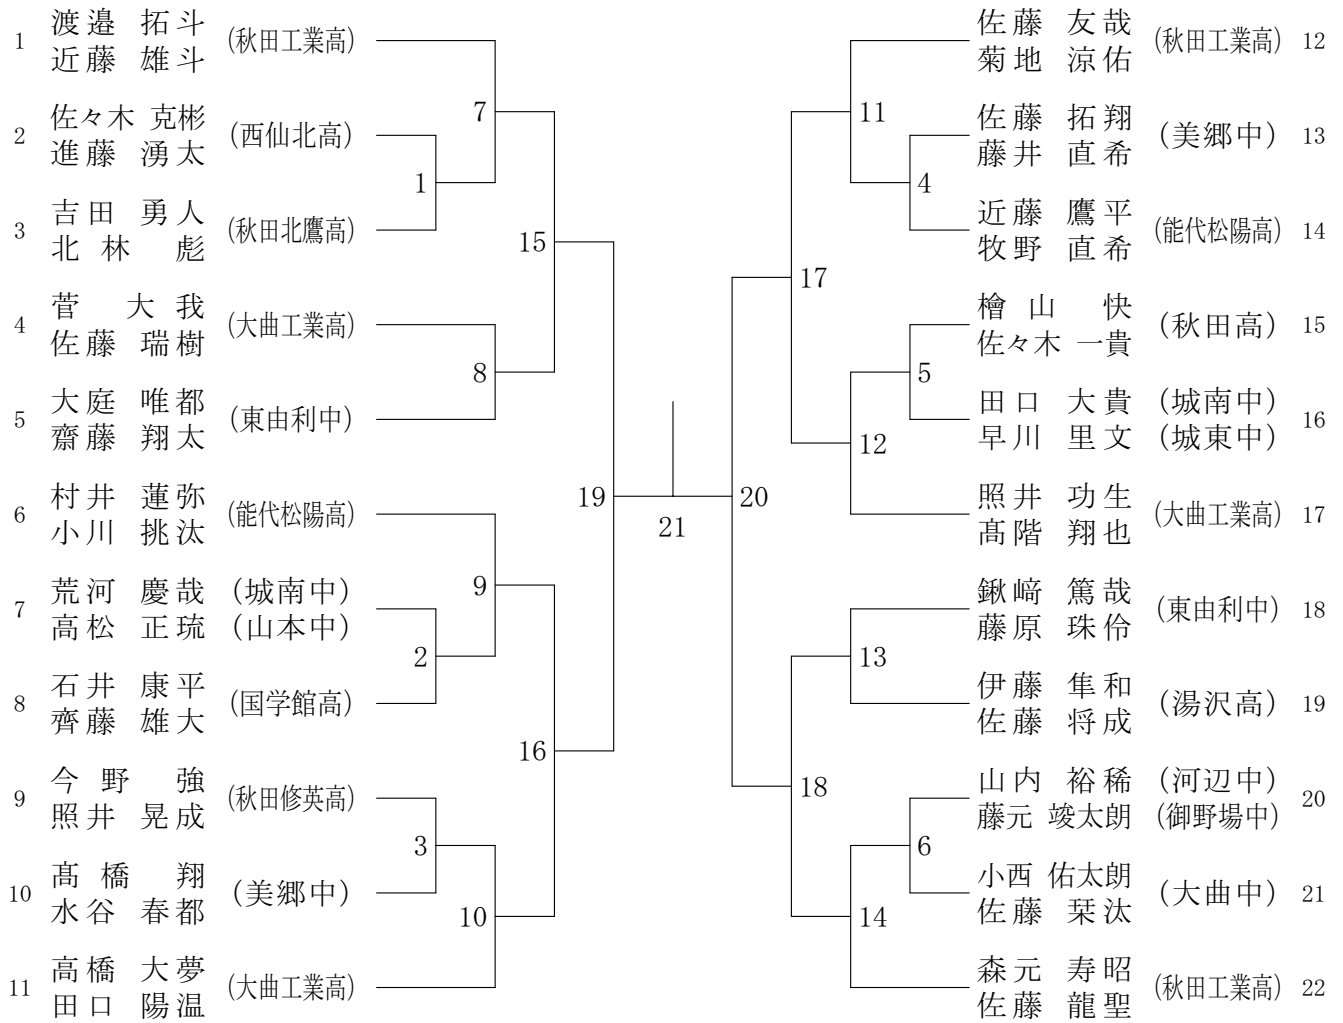 1 渡邉 拓斗 (秋田工業高)
近藤 雄斗
2 佐々木 克彬 (西仙北高)
進藤 湧太
3 吉田 勇人 (秋田北鷹高)
北林 彪
4 菅 大我 (大曲工業高)
佐藤 瑞樹
5 大庭 唯都 (東由利中)
齋藤 翔太
6 村井 蓮弥 (能代松陽高)
小川 挑汰
7 荒河 慶哉 (城南中)
高松 正琉 (山本中)
8 石井 康平 (国学館高)
齊藤 雄大
9 今野 強 (秋田修英高)
照井 晃成
10 髙橋 翔 (美郷中)
水谷 春都
11 高橋 大夢 (大曲工業高)
田口 陽温
1
2
3
7
8
9
10
15
16
19
21
20
17
18
11
12
13
14
4
5
6
佐藤 友哉 (秋田工業高) 12
菊地 涼佑
佐藤 拓翔 (美郷中) 13
藤井 直希
近藤 鷹平 (能代松陽高) 14
牧野 直希
檜山 快 (秋田高) 15
佐々木 一貴
田口 大貴 (城南中) 16
早川 里文 (城東中)
照井 功生 (大曲工業高) 17
髙階 翔也
鍬﨑 篤哉 (東由利中) 18
藤原 珠伶
伊藤 隼和 (湯沢高) 19
佐藤 将成
山内 裕稀 (河辺中) 20
藤元 竣太朗 (御野場中)
小西 佑太朗 (大曲中) 21
佐藤 栞汰
森元 寿昭 (秋田工業高) 22
佐藤 龍聖